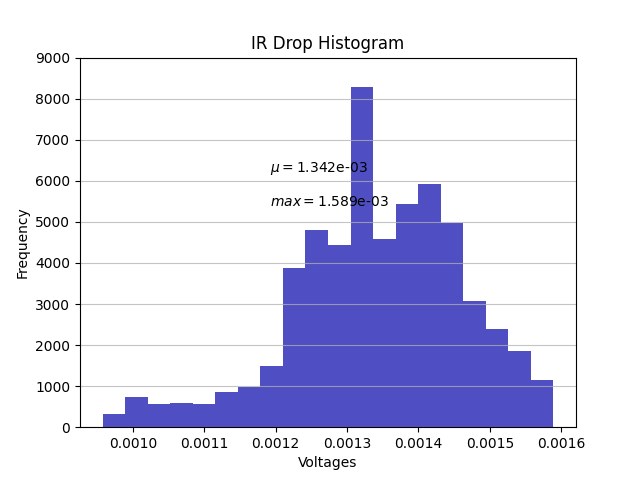 IR Drop Histogram
9000
8000
7000
6000
5000
4000
3000
2000
1000
0
Frequency
μ = 1.342e-03
max = 1.589e-03
0.0010 0.0011 0.0012 0.0013 0.0014 0.0015 0.0016
Voltages